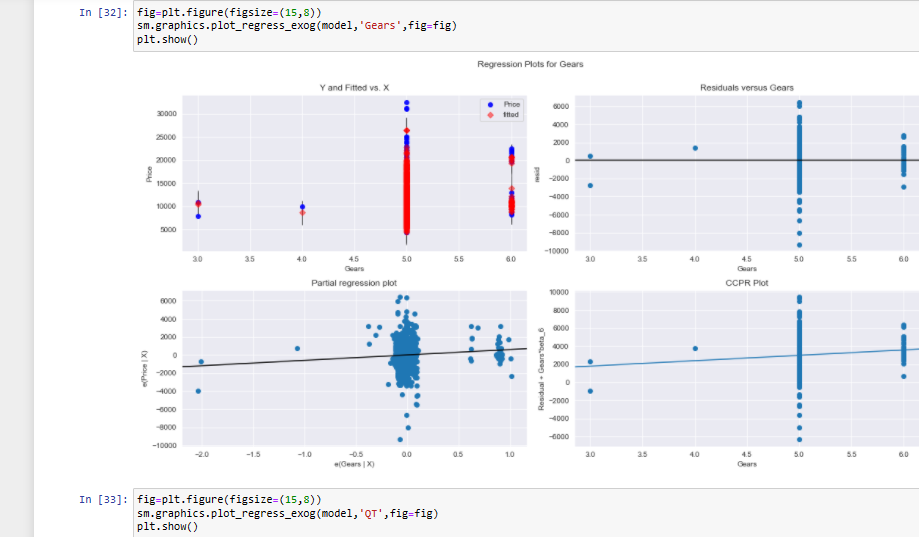 In [32]: fig=plt.figure(figsize=(15,8))
sm.graphics.plot_regress_exog(model,'Gears',fig=fig)
plt.show()
Regression Plots for Gears
Y and Fitted vs. X
Price
fitted
30000
25000
20000
15000
10000
5000
Price
3.0 3.5 4.0 4.5 5.0 5.5 6.0
Gears
Residuals versus Gears
6000
4000
2000
0
−2000
−4000
−6000
−8000
−10000
resid
3.0 3.5 4.0 4.5 5.0 5.5 6.0
Gears
Partial regression plot
6000
4000
2000
0
−2000
−4000
−6000
−8000
−10000
e(Price | X)
−2.0 −1.5 −1.0 −0.5 0.0 0.5 1.0
e(Gears | X)
CCPR Plot
10000
8000
6000
4000
2000
0
−2000
−4000
−6000
Residual + Gears*beta_6
3.0 3.5 4.0 4.5 5.0 5.5 6.0
Gears
In [33]: fig=plt.figure(figsize=(15,8))
sm.graphics.plot_regress_exog(model,'QT',fig=fig)
plt.show()